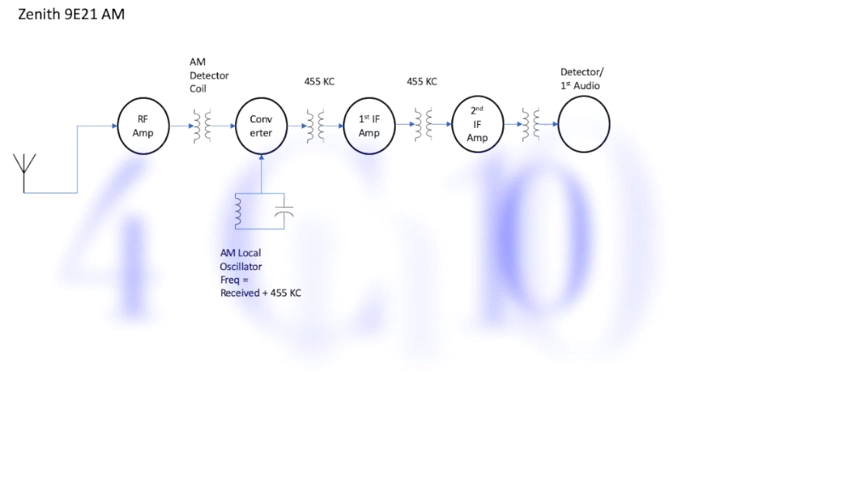 Zenith 9E21 AM
AM
Detector
Coil
455 KC
455 KC
Detector/
1st Audio
RF
Amp
Conv
erter
1st IF
Amp
2nd
IF
Amp
AM Local
Oscillator
Freq =
Received + 455 KC